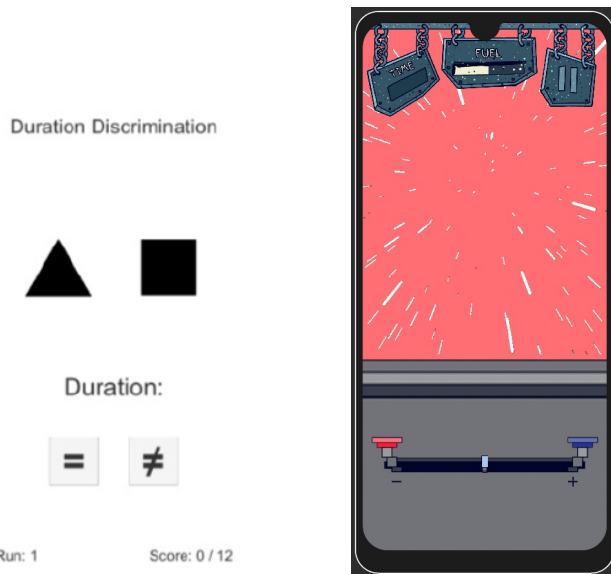 Duration Discrimination
Duration:
= ≠
Run: 1 Score: 0 / 12
TIME
FUEL
- +